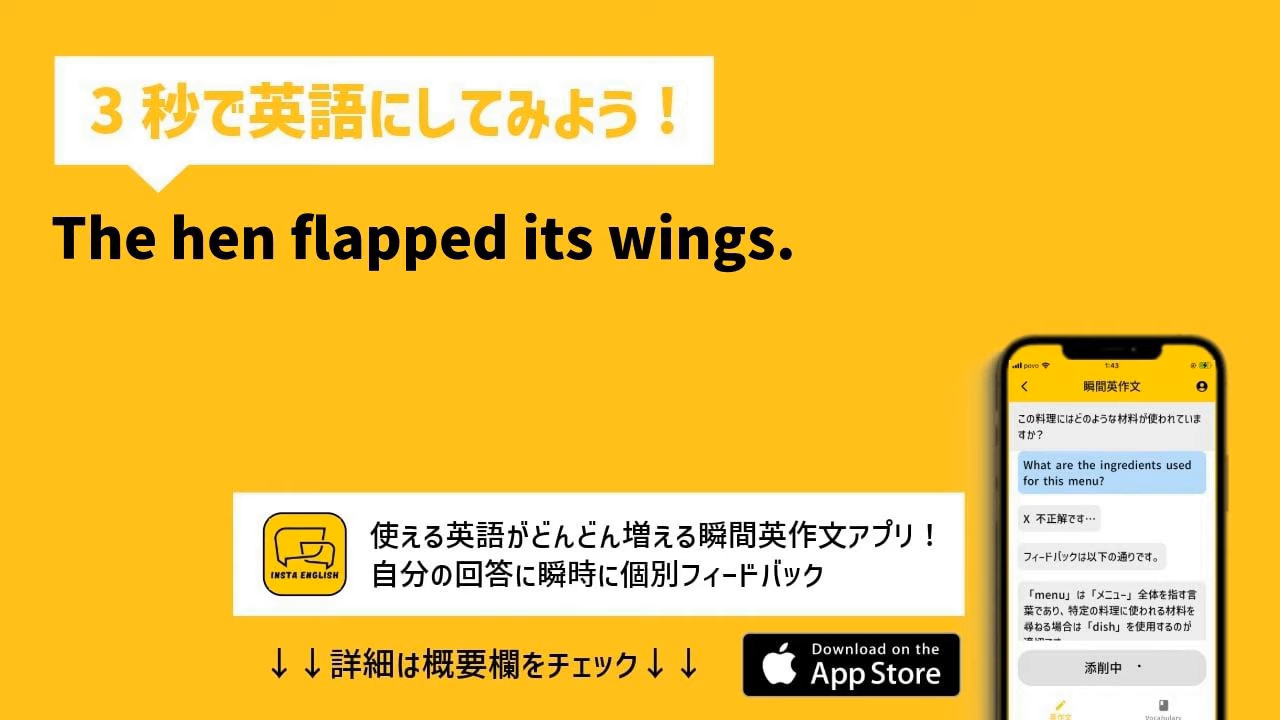 3秒で英語にしてみよう！
The hen flapped its wings.
povo
1:43
瞬間英作文
この料理にはどのような材料が使われていま
すか？
What are the ingredients used
for this menu?
X 不正解です…
フィードバックは以下の通りです。
「menu」は「メニュー」全体を指す言
葉であり、特定の料理に使われる材料を
尋ねる場合は「dish」を使用するのが
添削中
英作文
Vocabulary
INSTA ENGLISH
使える英語がどんどん増える瞬間英作文アプリ！
自分の回答に瞬時に個別フィードバック
↓↓詳細は概要欄をチェック↓↓
Download on the
App Store